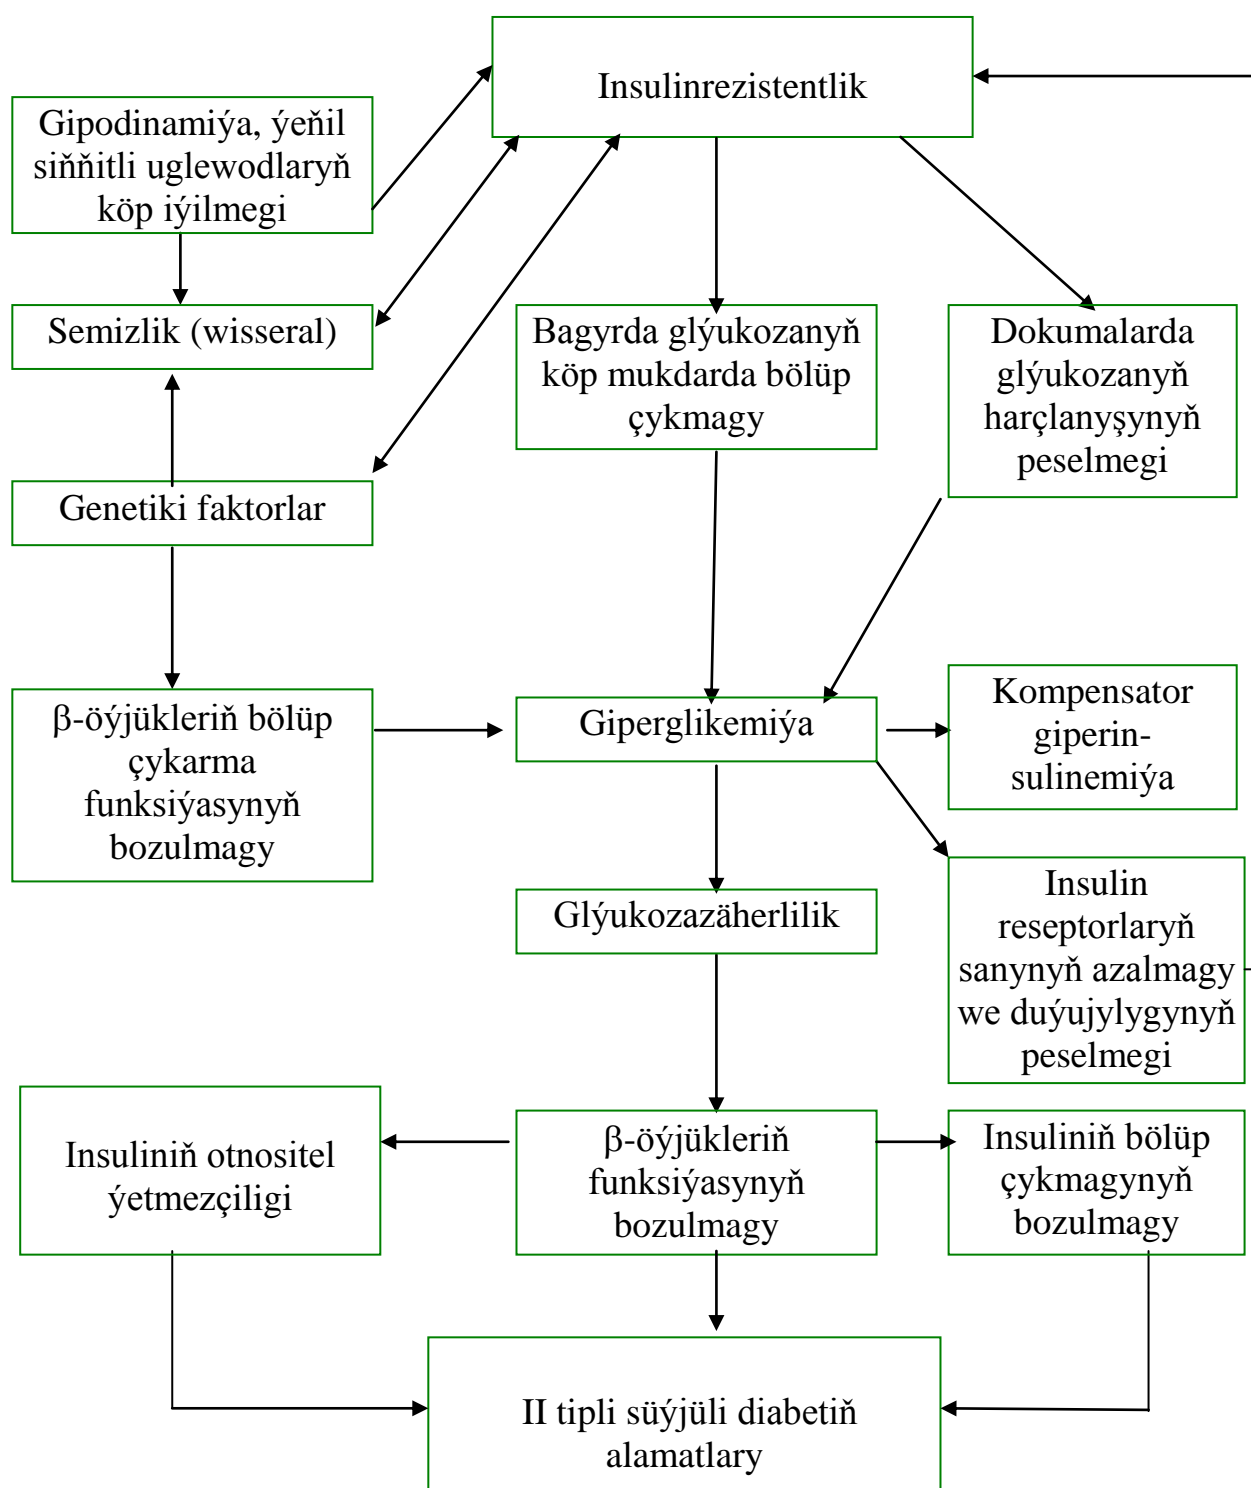 Insulinrezistentlik
Gipodinamiýa, ýeňil
siňňitli uglewodlaryň
köp iýilmegi
Semizlik (wisseral)
Bagyrda glýukozanyň
köp mukdarda bölüp
çykmagy
Dokumalarda
glýukozanyň
harçlanyşynyň
peselmegi
Genetiki faktorlar
β-öýjükleriň bölüp
çykarma
funksiýasynyň
bozulmagy
Giperglikemiýa
Kompensator
giperin-
sulinemiýa
Glýukozazäherlilik
Insulin
reseptorlaryň
sanynyň azalmagy
we duýujylygynyň
peselmegi
Insuliniň otnositel
ýetmezçiligi
β-öýjükleriň
funksiýasynyň
bozulmagy
Insuliniň bölüp
çykmagynyň
bozulmagy
II tipli süýjüli diabetiň
alamatlary